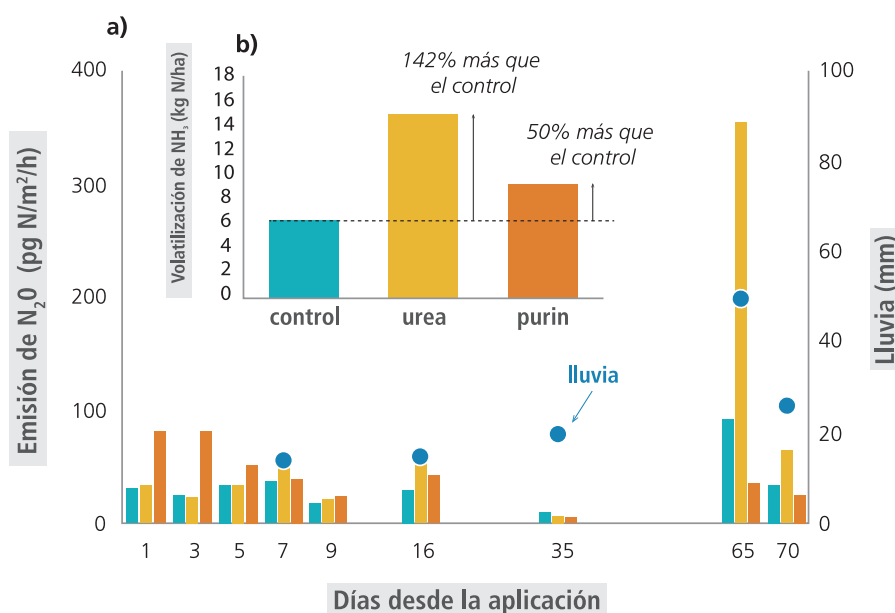 a)
b)
Emisión de N₂0 (pg N/m²/h)
400
300
200
100
0
Volatilización de NH₃ (kg N/ha)
18
16
14
12
10
8
6
4
2
0
142% más que
el control
50% más que
el control
control urea purin
lluvia
100
80
60
40
20
0
Lluvia (mm)
1 3 5 7 9 16 35 65 70
Días desde la aplicación